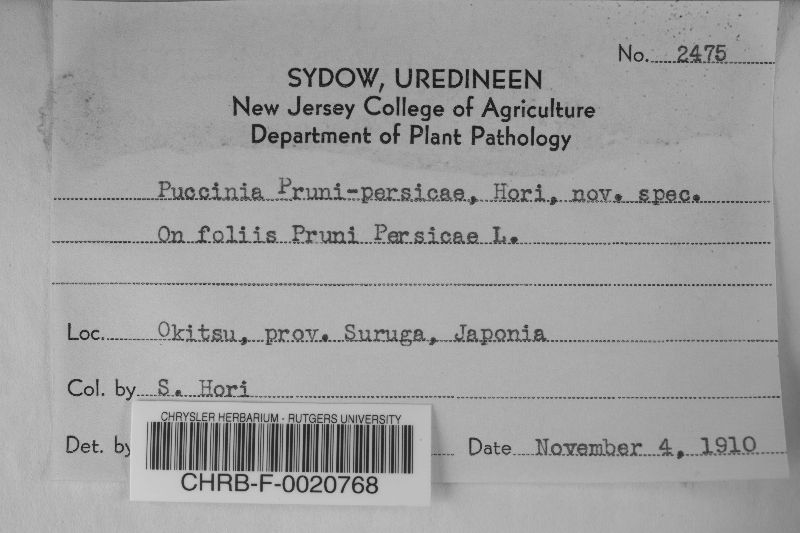 No. 2475
SYDOW, UREDINEEN
New Jersey College of Agriculture
Department of Plant Pathology
Puccinia Pruni-persicae, Hori, nov. spec.
On foliis Pruni Persicae L.
Loc. Okitsu, prov. Suruga, Japonia
Col. by S. Hori
Det. by Date November 4, 1910
CHRYSLER HERBARIUM - RUTGERS UNIVERSITY
CHRB-F-0020768